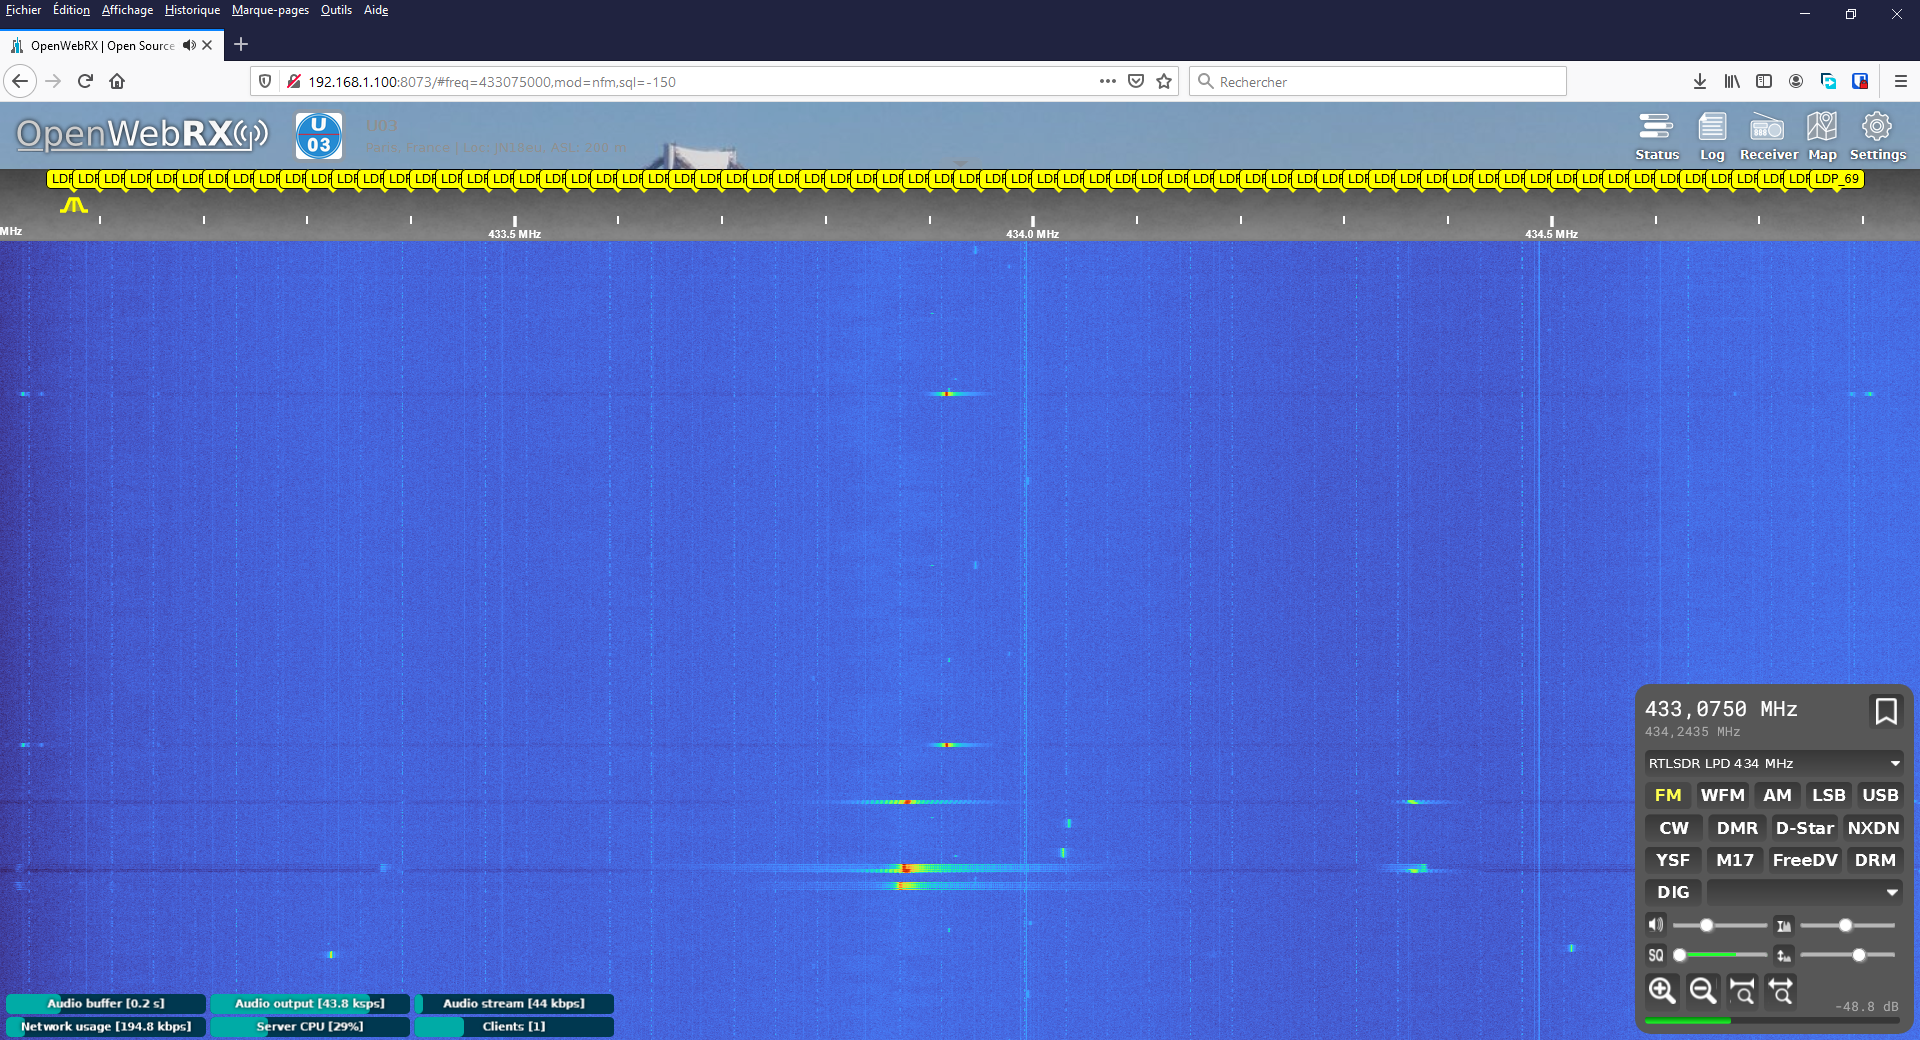 Fichier Édition Affichage Historique Marque-pages Outils Aide
OpenWebRX | Open Source
192.168.1.100:8073/#freq=433075000,mod=nfm,sql=-150
Rechercher
OpenWebRX
U
03
U03
Paris, France | Loc: JN18eu, ASL: 200 m
Status Log Receiver Map Settings
LDP_69
MHz 433.5 MHz 434.0 MHz 434.5 MHz
433,0750 MHz
434,2435 MHz
RTLSDR LPD 434 MHz
FM WFM AM LSB USB
CW DMR D-Star NXDN
YSF M17 FreeDV DRM
DIG
SQ
-48.8 dB
Audio buffer [0.2 s] Audio output [43.8 ksps] Audio stream [44 kbps]
Network usage [194.8 kbps] Server CPU [29%] Clients [1]